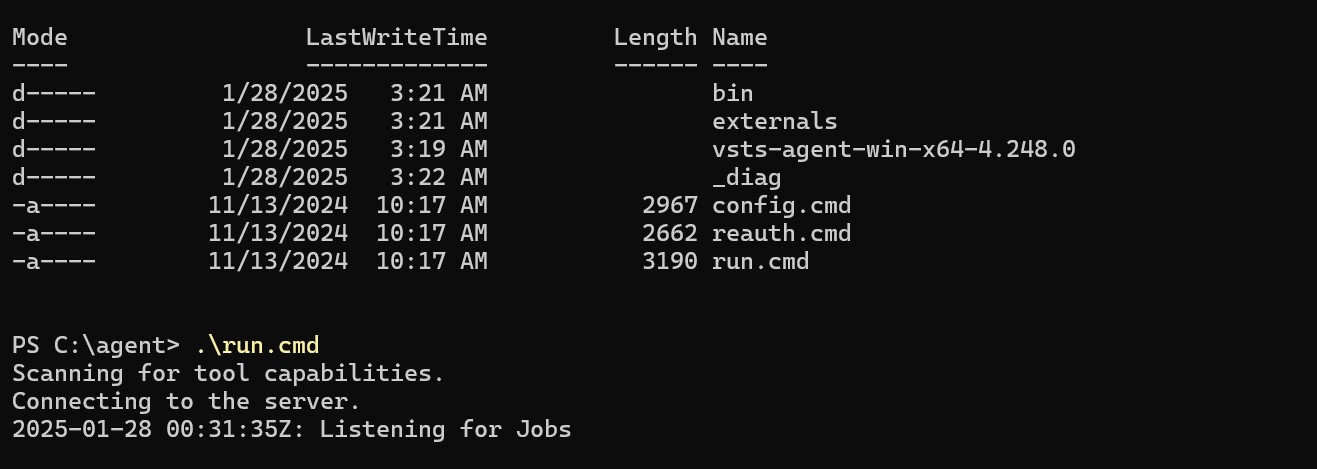 Mode                 LastWriteTime         Length Name
----                 -------------         ------ ----
d-----         1/28/2025   3:21 AM                bin
d-----         1/28/2025   3:21 AM                externals
d-----         1/28/2025   3:19 AM                vsts-agent-win-x64-4.248.0
d-----         1/28/2025   3:22 AM                _diag
-a----        11/13/2024  10:17 AM           2967 config.cmd
-a----        11/13/2024  10:17 AM           2662 reauth.cmd
-a----        11/13/2024  10:17 AM           3190 run.cmd
PS C:\agent> .\run.cmd
Scanning for tool capabilities.
Connecting to the server.
2025-01-28 00:31:35Z: Listening for Jobs